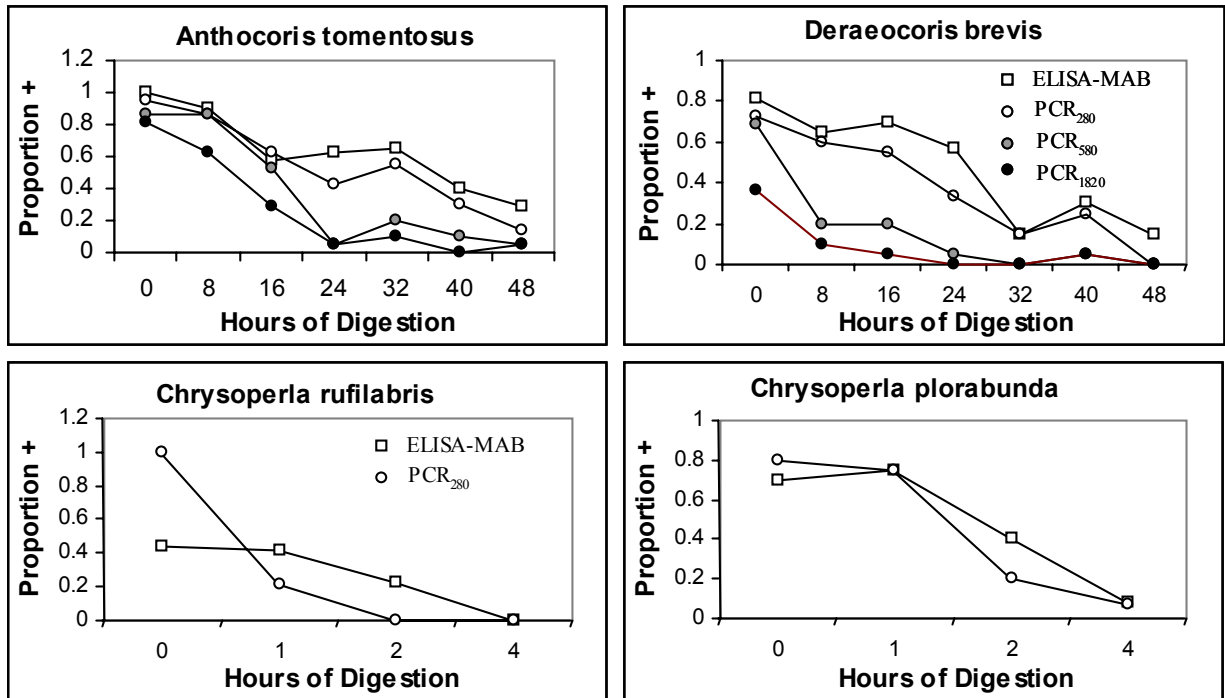 Anthocoris tomentosus
1.2
1
0.8
0.6
0.4
0.2
0
Proportion +
0 8 16 24 32 40 48
Hours of Digestion
Deraeocoris brevis
1
0.8
0.6
0.4
0.2
0
Proportion +
ELISA-MAB
PCR280
PCR580
PCR1820
0 8 16 24 32 40 48
Hours of Digestion
Chrysoperla rufilabris
1.2
1
0.8
0.6
0.4
0.2
0
Proportion +
ELISA-MAB
PCR280
0 1 2 4
Hours of Digestion
Chrysoperla plorabunda
1
0.8
0.6
0.4
0.2
0
Proportion +
0 1 2 4
Hours of Digestion